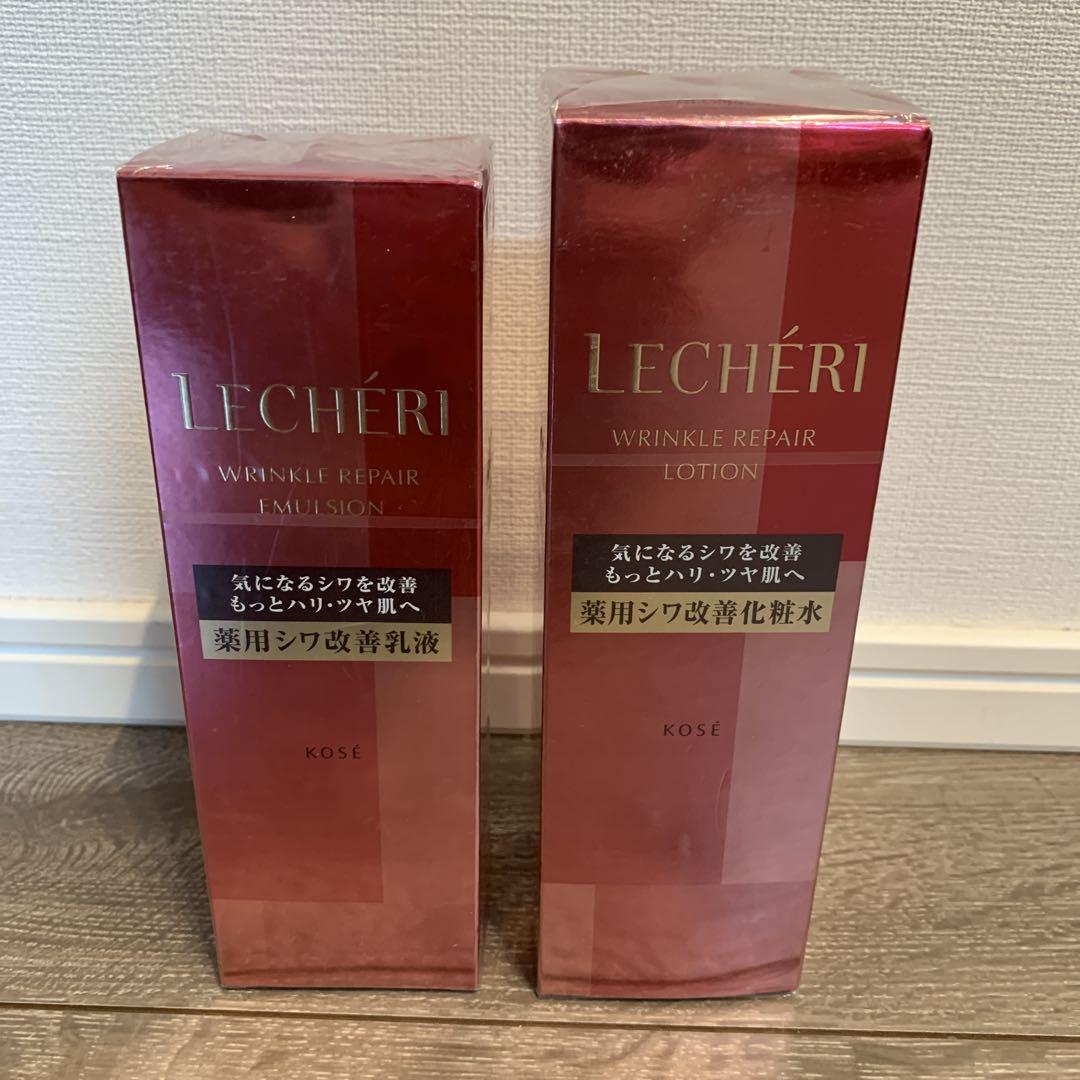 LECHÉRI
WRINKLE REPAIR
EMULSION
気になるシワを改善
もっとハリ・ツヤ肌へ
薬用シワ改善乳液
KOSÉ
LECHÉRI
WRINKLE REPAIR
LOTION
気になるシワを改善
もっとハリ・ツヤ肌へ
薬用シワ改善化粧水
KOSÉ